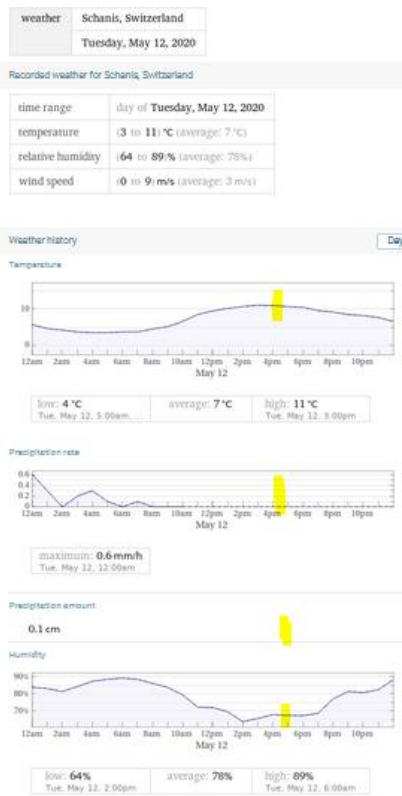 weather Schanis, Switzerland
Tuesday, May 12, 2020
Recorded weather for Schanis, Switzerland
time range day of Tuesday, May 12, 2020
temperature (3 to 11) °C (average: 7 °C)
relative humidity (64 to 89)% (average: 78%)
wind speed (0 to 9) m/s (average: 3 m/s)
Weather history Day
Temperature
10
0
12am 2am 4am 6am 8am 10am 12pm 2pm 4pm 6pm 8pm 10pm
May 12
low: 4 °C average: 7 °C high: 11 °C
Tue, May 12, 5:00am, ... Tue, May 12, 3:00pm
Precipitation rate
0.6
0.4
0.2
0
12am 2am 4am 6am 8am 10am 12pm 2pm 4pm 6pm 8pm 10pm
May 12
maximum: 0.6 mm/h
Tue, May 12, 12:00am
Precipitation amount
0.1 cm
Humidity
90%
80%
70%
12am 2am 4am 6am 8am 10am 12pm 2pm 4pm 6pm 8pm 10pm
May 12
low: 64% average: 78% high: 89%
Tue, May 12, 2:00pm Tue, May 12, 6:00am